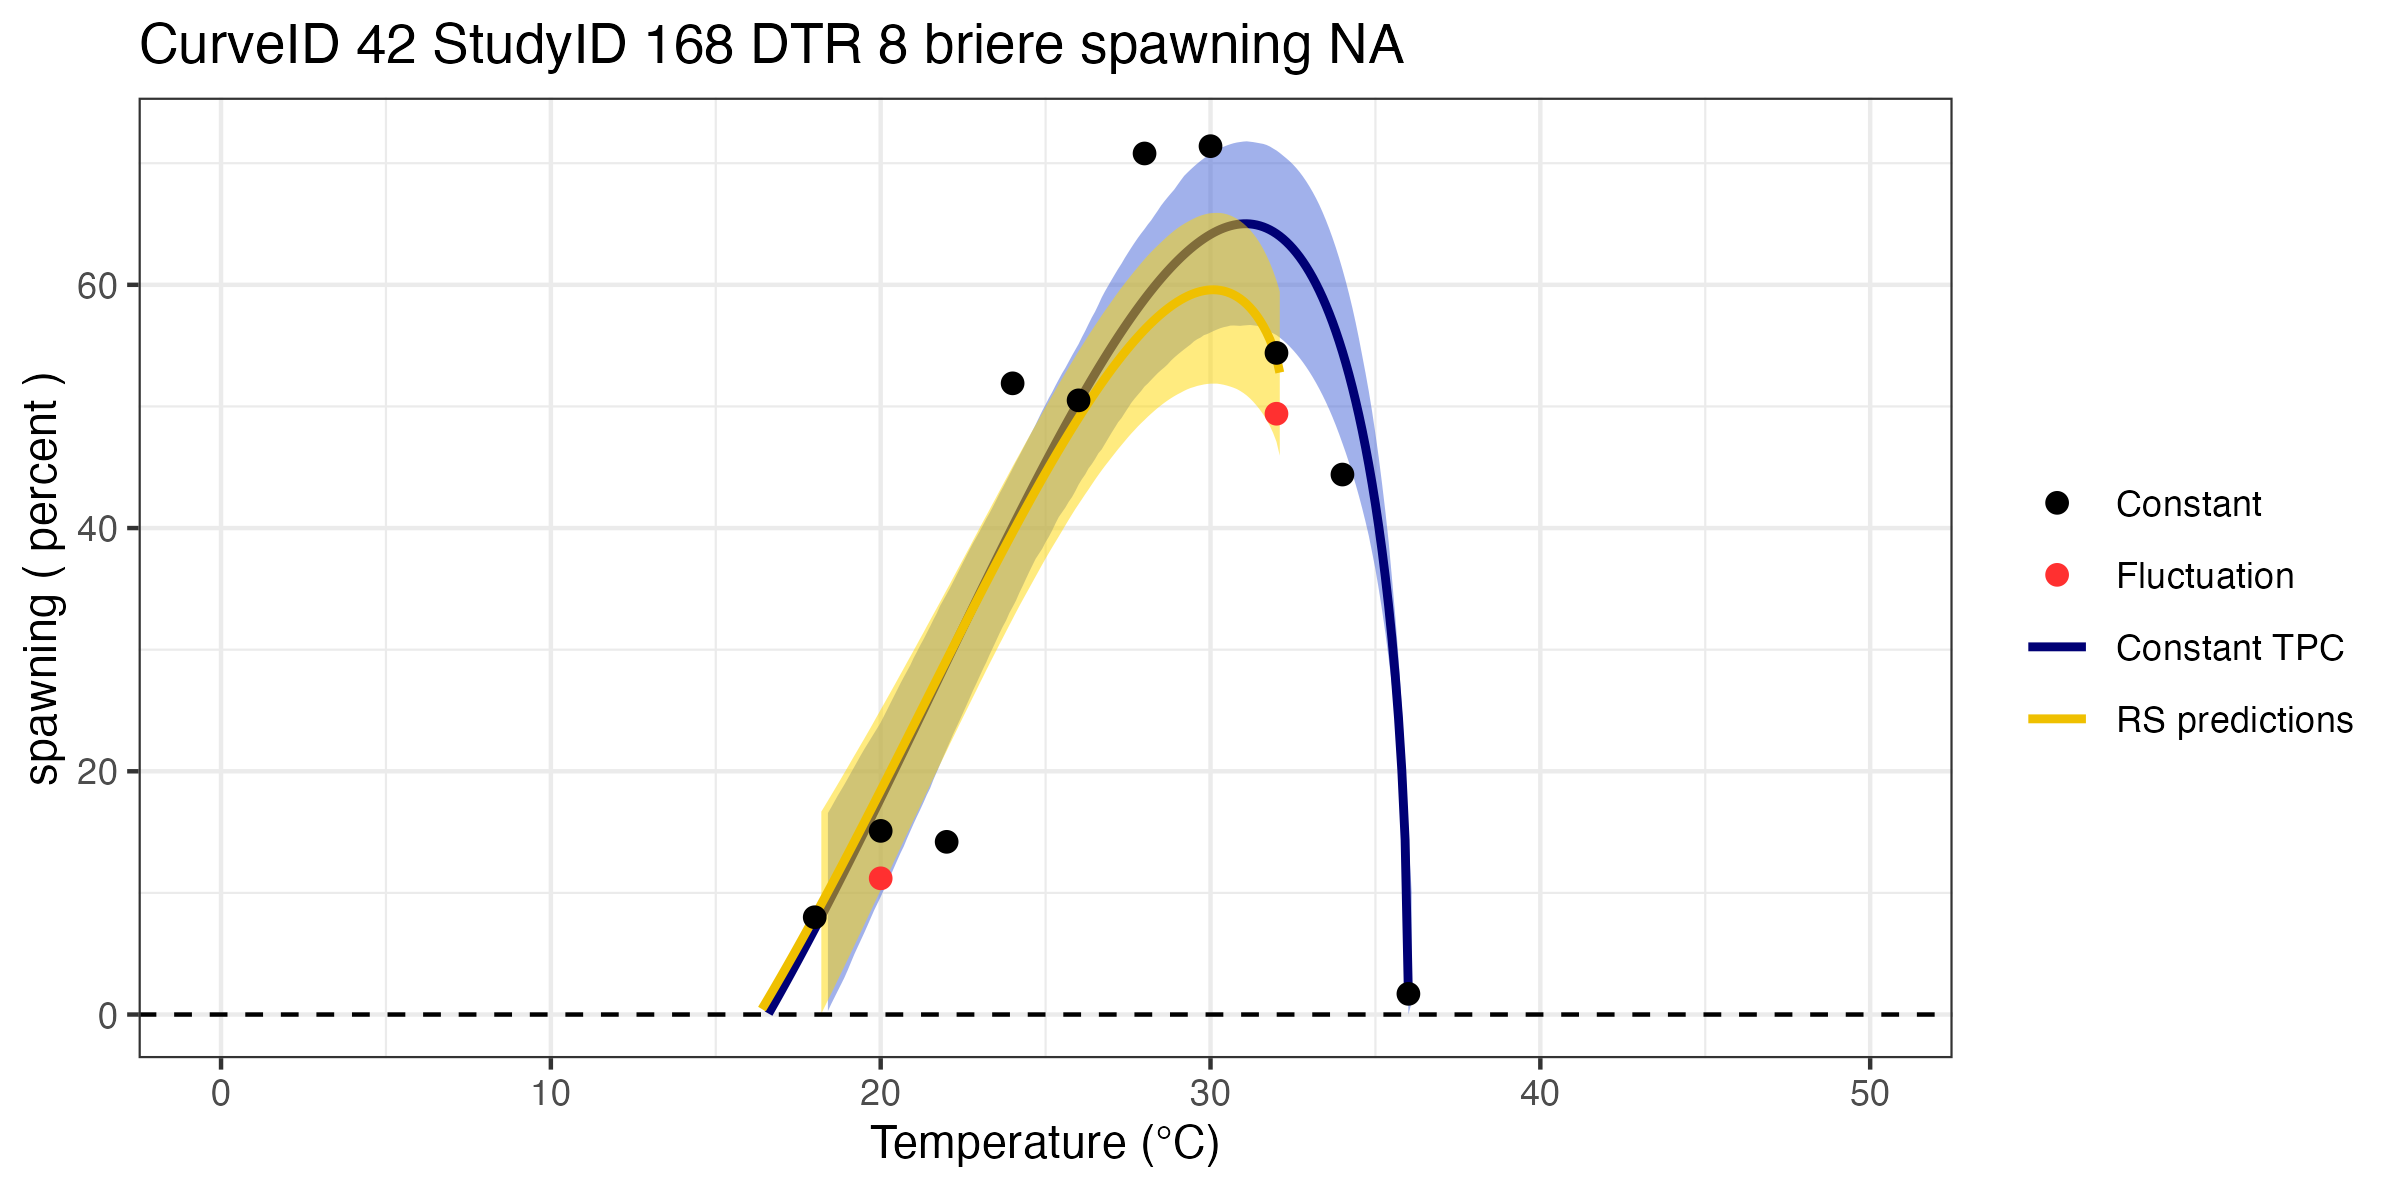 CurveID 42 StudyID 168 DTR 8 briere spawning NA
spawning ( percent )
60
40
20
0
0 10 20 30 40 50
Temperature (°C)
Constant
Fluctuation
Constant TPC
RS predictions